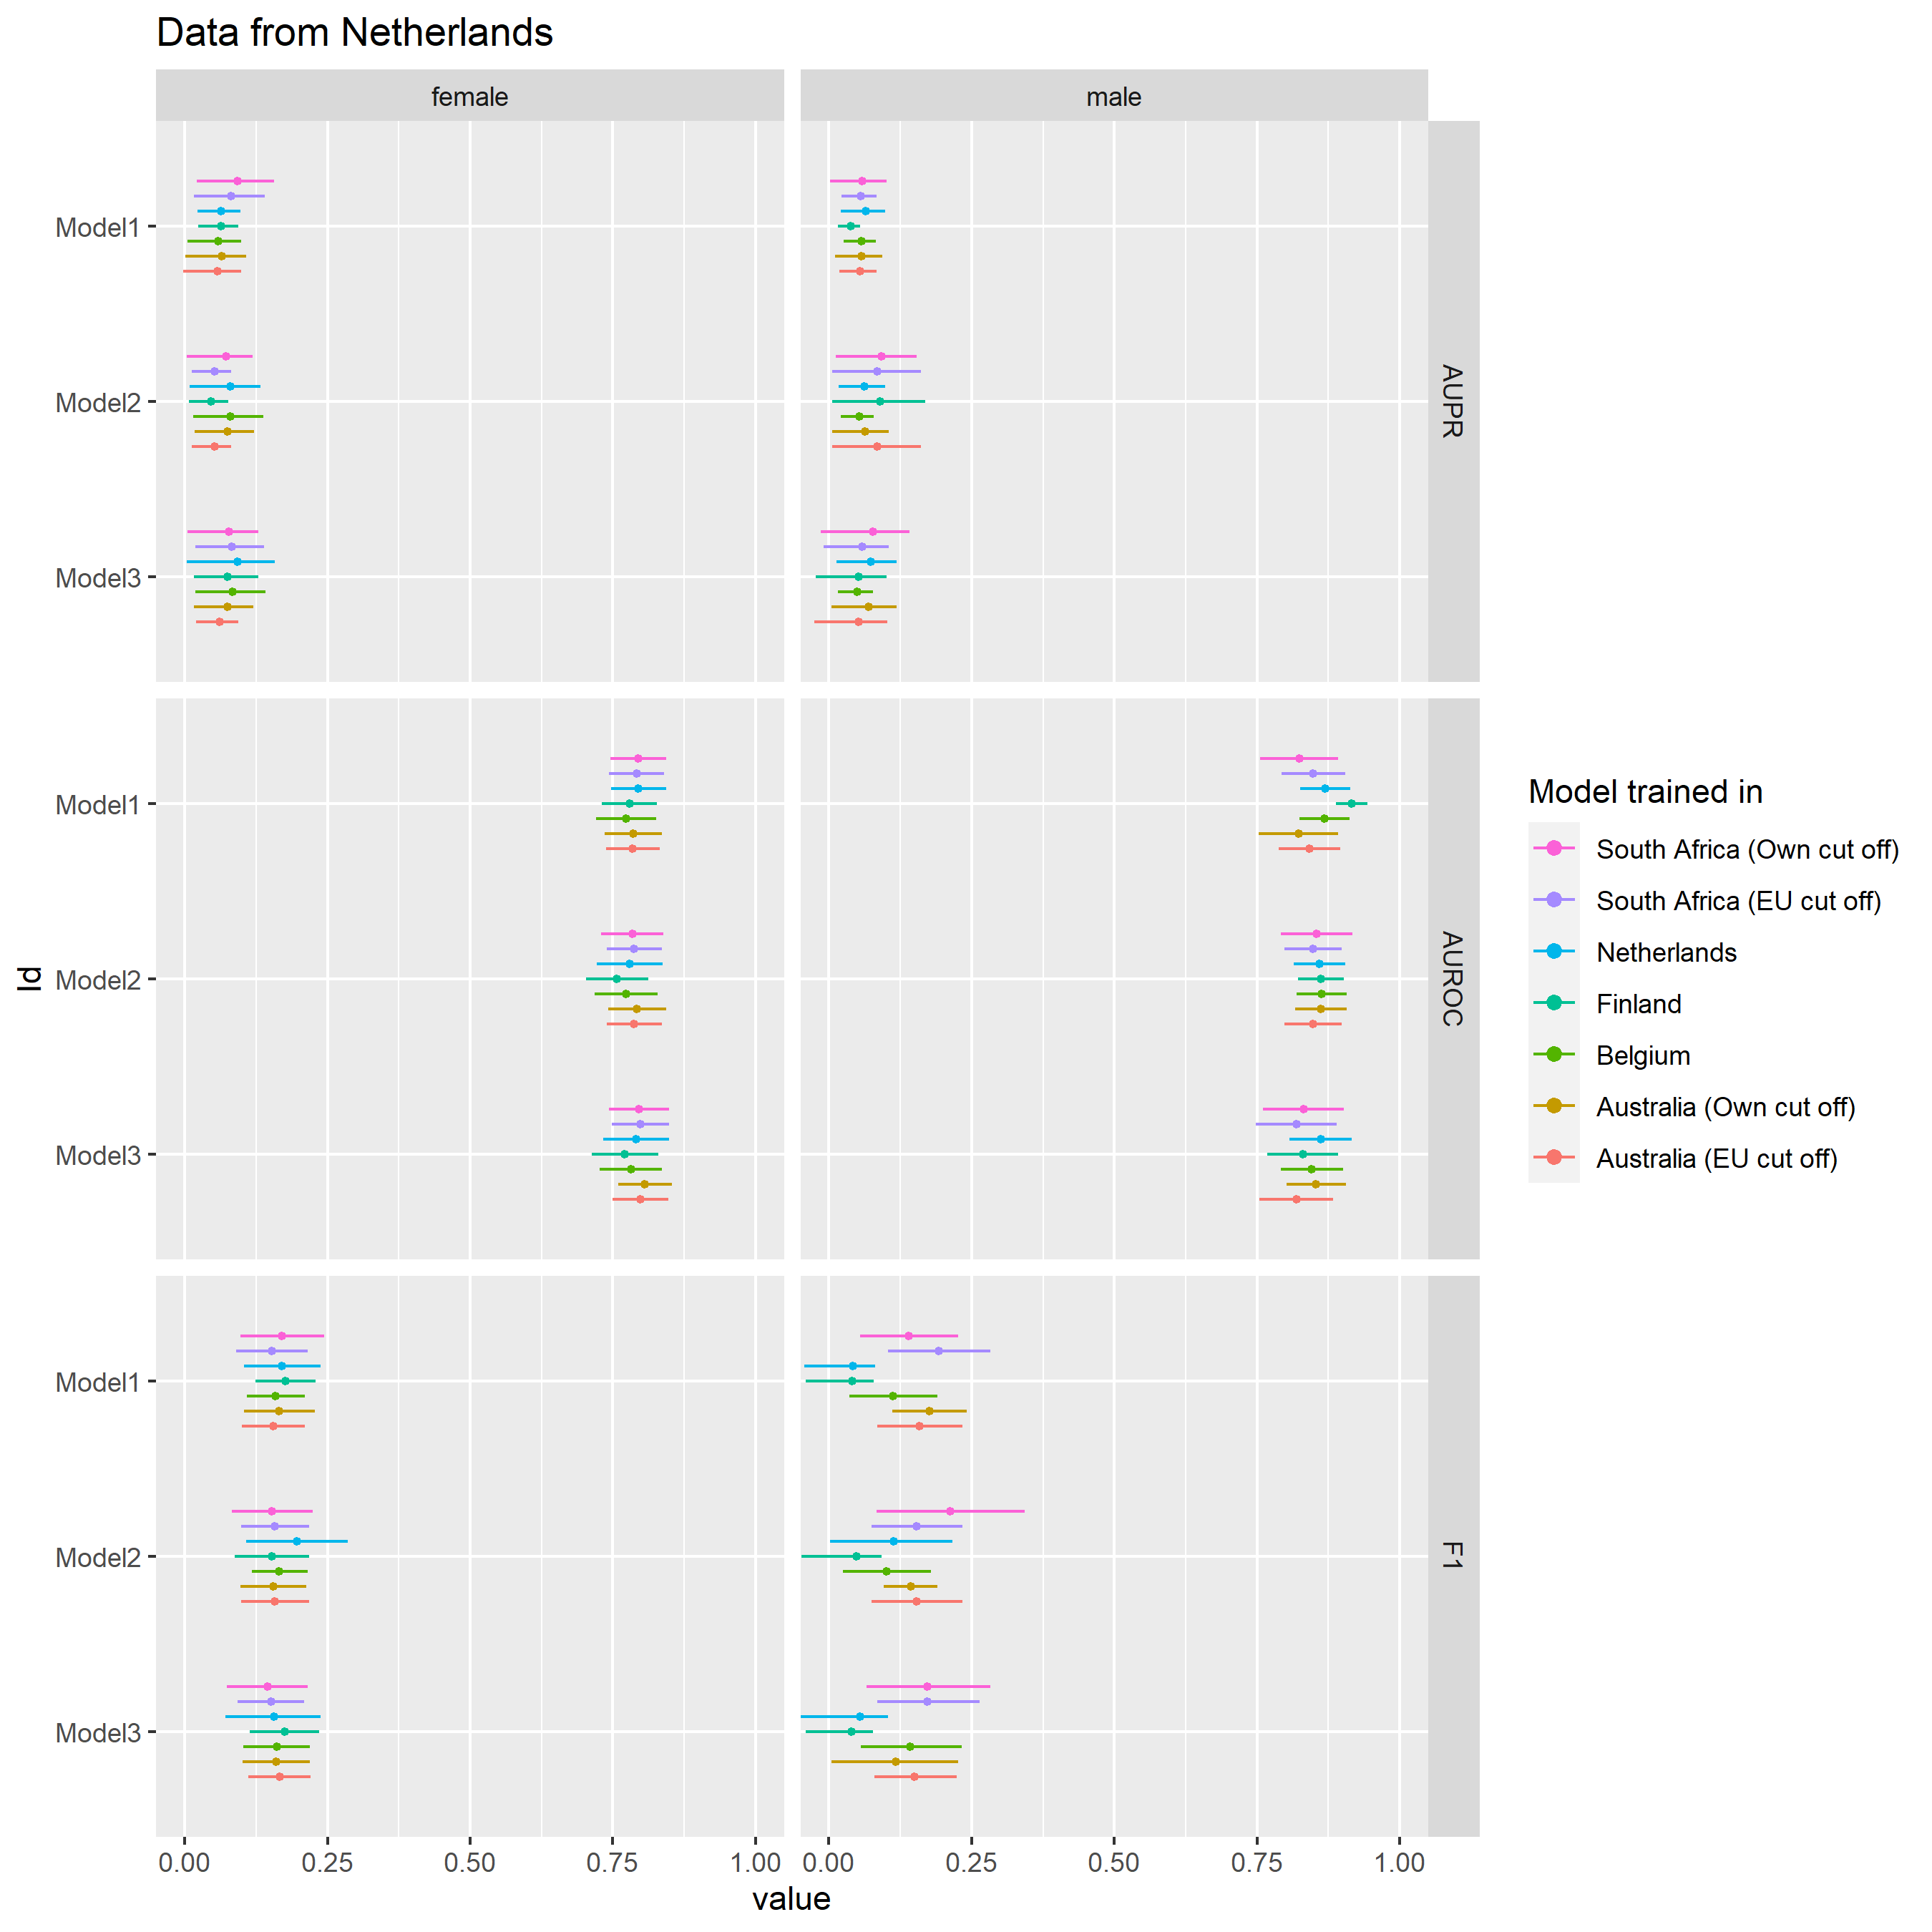 Data from Netherlands
female
male
Model1
Model2
Model3
AUPR
Model1
Model2
Model3
AUROC
Id
Model1
Model2
Model3
F1
0.00 0.25 0.50 0.75 1.00
0.00 0.25 0.50 0.75 1.00
value
Model trained in
South Africa (Own cut off)
South Africa (EU cut off)
Netherlands
Finland
Belgium
Australia (Own cut off)
Australia (EU cut off)